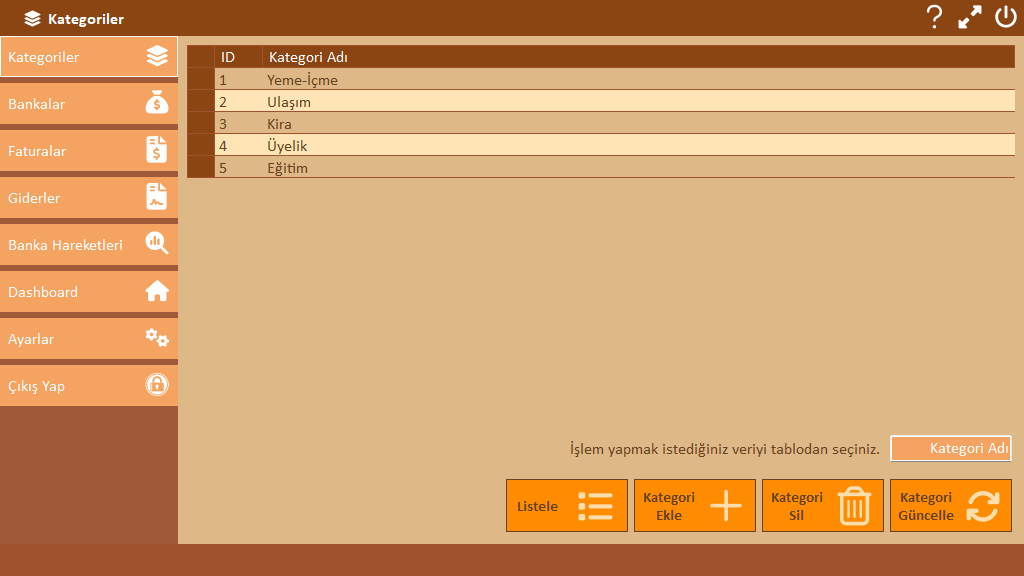 Kategoriler
Kategoriler
Bankalar
Faturalar
Giderler
Banka Hareketleri
Dashboard
Ayarlar
Çıkış Yap
ID Kategori Adı
1 Yeme-İçme
2 Ulaşım
3 Kira
4 Üyelik
5 Eğitim
İşlem yapmak istediğiniz veriyi tablodan seçiniz.
Kategori Adı
Listele
Kategori
Ekle
Kategori
Sil
Kategori
Güncelle